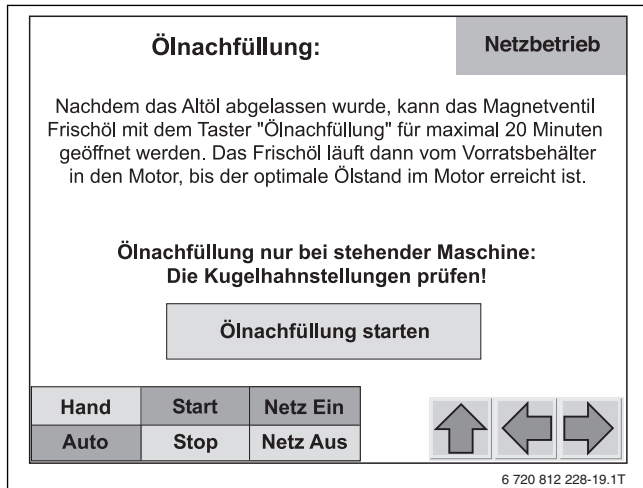 Ölnachfüllung:
Netzbetrieb
Nachdem das Altöl abgelassen wurde, kann das Magnetventil
Frischöl mit dem Taster "Ölnachfüllung" für maximal 20 Minuten
geöffnet werden. Das Frischöl läuft dann vom Vorratsbehälter
in den Motor, bis der optimale Ölstand im Motor erreicht ist.
Ölnachfüllung nur bei stehender Maschine:
Die Kugelhahnstellungen prüfen!
Ölnachfüllung starten
Hand Start Netz Ein
Auto Stop Netz Aus
6 720 812 228-19.1T